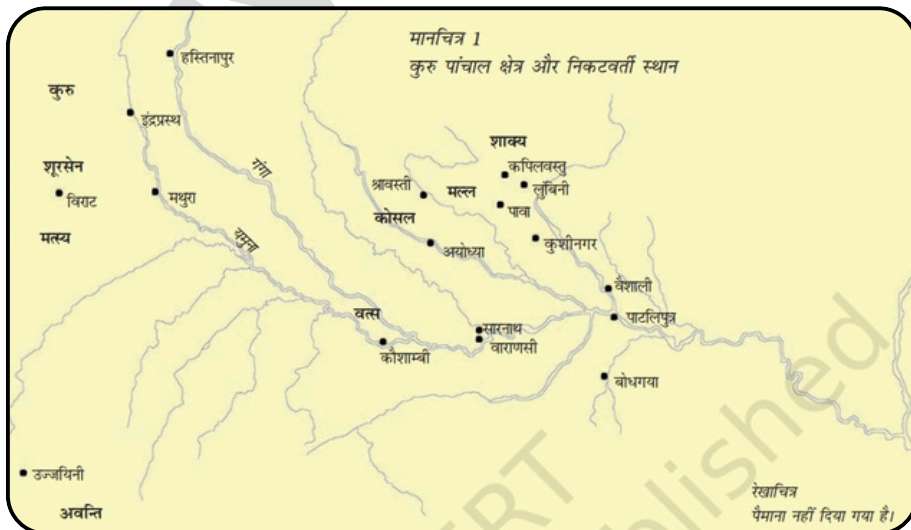 मानचित्र 1
कुरु पांचाल क्षेत्र और निकटवर्ती स्थान
हस्तिनापुर
कुरु
इंद्रप्रस्थ
शाक्य
कपिलवस्तु
लुंबिनी
गंगा
शूरसेन
विराट
मथुरा
श्रावस्ती
मल्ल
पावा
कोसल
मत्स्य
यमुना
अयोध्या
कुशीनगर
वैशाली
वत्स
पाटलिपुत्र
सारनाथ
वाराणसी
कौशाम्बी
बोधगया
उज्जयिनी
अवन्ति
रेखाचित्र
पैमाना नहीं दिया गया है।